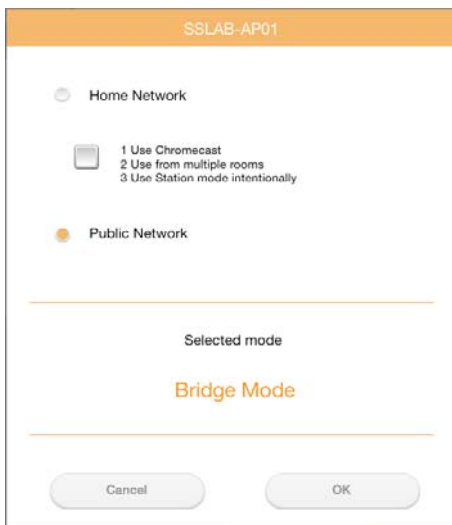 SSLAB-AP01
Home Network
1 Use Chromecast
2 Use from multiple rooms
3 Use Station mode intentionally
Public Network
Selected mode
Bridge Mode
Cancel
OK